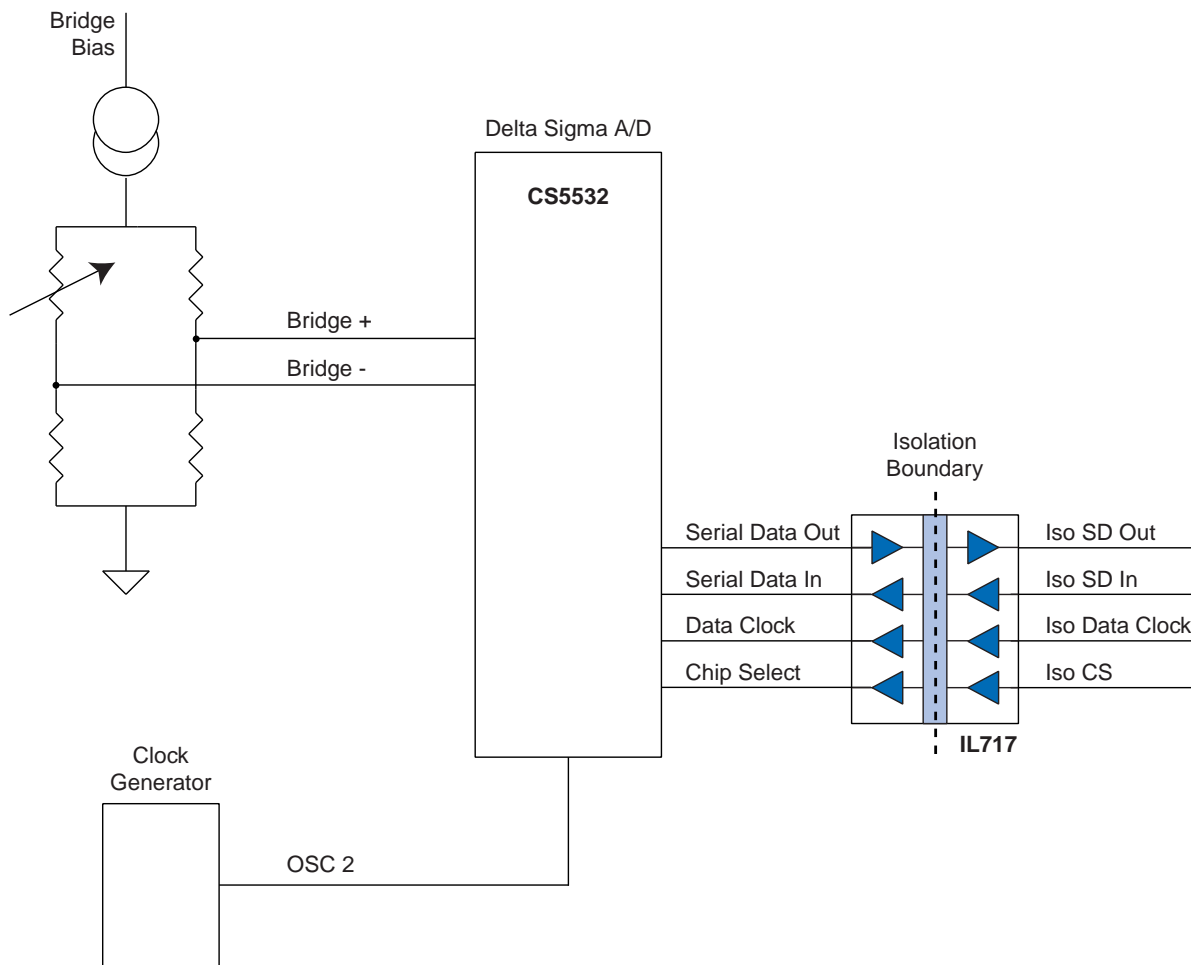 Bridge
Bias
Delta Sigma A/D
CS5532
Bridge +
Bridge -
Isolation
Boundary
Serial Data Out
Iso SD Out
Serial Data In
Iso SD In
Data Clock
Iso Data Clock
Chip Select
Iso CS
IL717
Clock
Generator
OSC 2